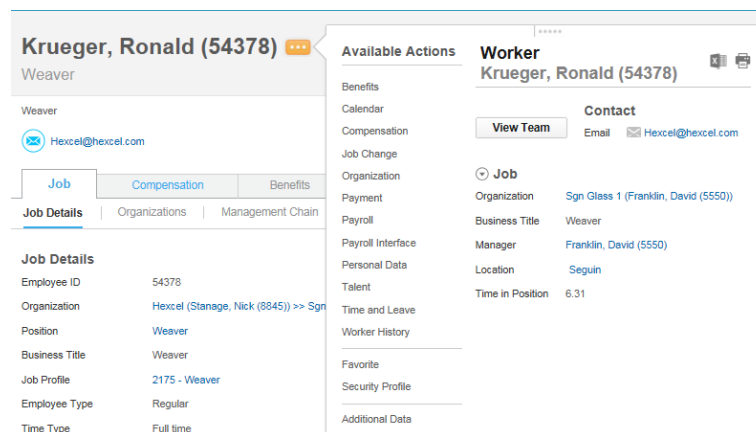 Krueger, Ronald (54378)
Weaver
Weaver
Hexcel@hexcel.com
Job Compensation Benefits
Job Details Organizations Management Chain
Job Details
Employee ID 54378
Organization Hexcel (Stanage, Nick (8845)) >> Sgn
Position Weaver
Business Title Weaver
Job Profile 2175 - Weaver
Employee Type Regular
Time Type Full time
Available Actions
Benefits
Calendar
Compensation
Job Change
Organization
Payment
Payroll
Payroll Interface
Personal Data
Talent
Time and Leave
Worker History
Favorite
Security Profile
Additional Data
Worker
Krueger, Ronald (54378)
View Team
Contact
Email Hexcel@hexcel.com
Job
Organization Sgn Glass 1 (Franklin, David (5550))
Business Title Weaver
Manager Franklin, David (5550)
Location Seguin
Time in Position 6.31